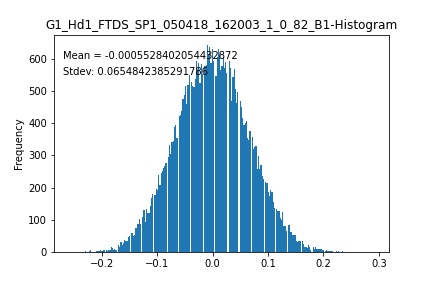 G1_Hd1_FTDS_SP1_050418_162003_1_0_82_B1-Histogram
Mean = -0.0005528402054432872
Stdev: 0.0654842385291786
Frequency
600
500
400
300
200
100
0
−0.2 −0.1 0.0 0.1 0.2 0.3